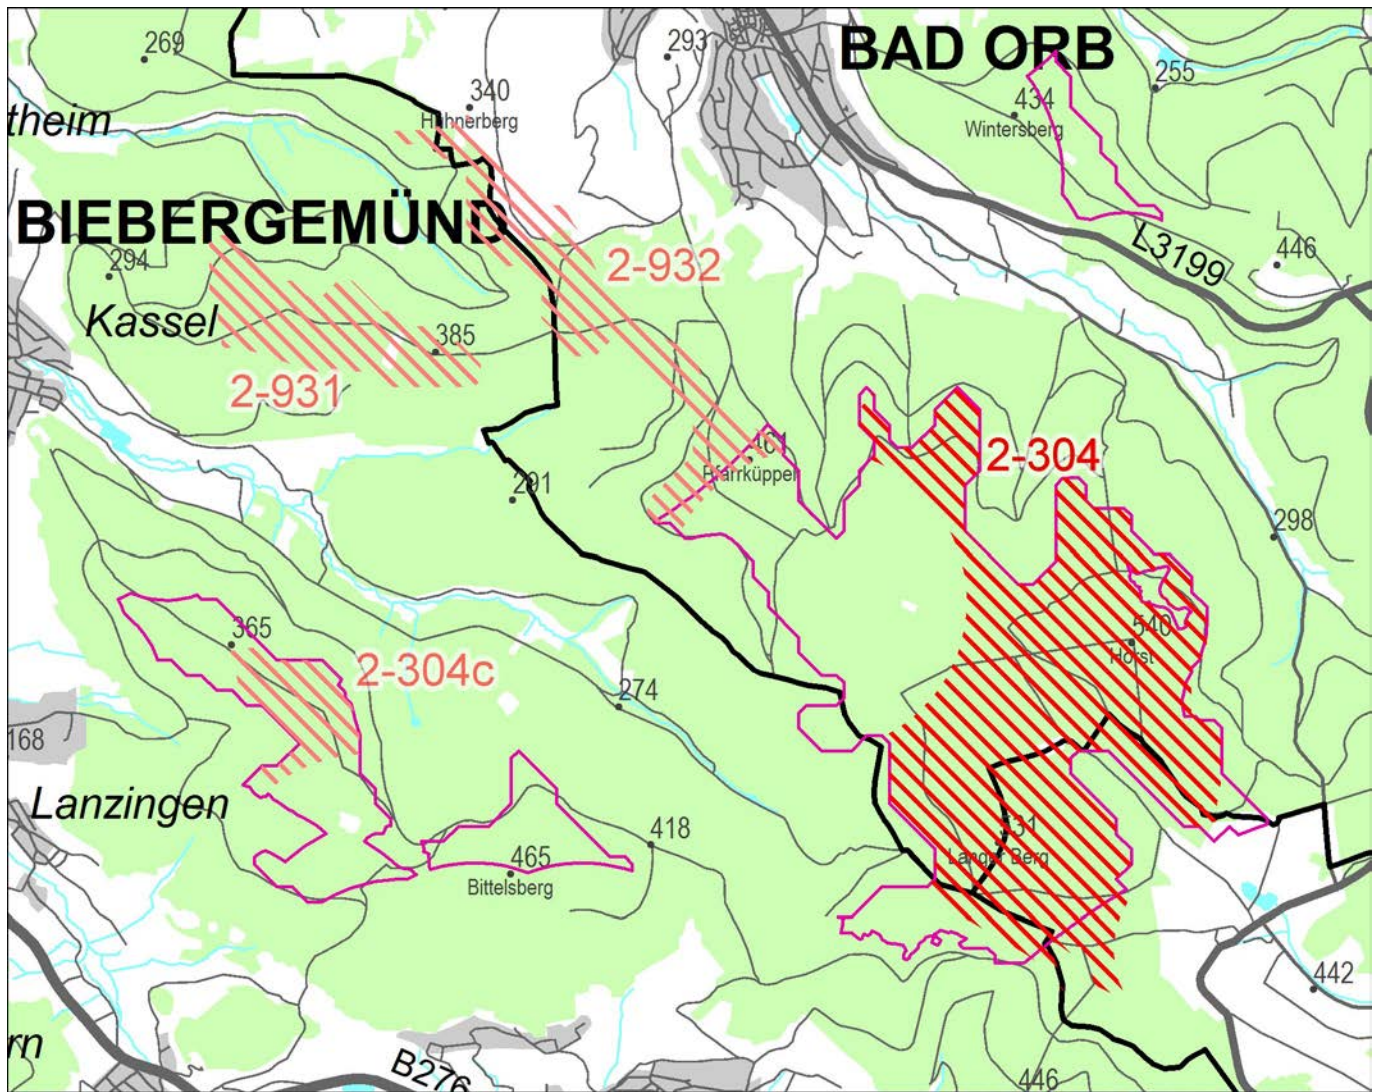 BAD ORB
269
293
255
340
434
Hühnerberg
Wintersberg
theim
BIEBERGEMÜND
L3199
446
294
2-932
Kassel
385
2-931
461
Pfarrküppel
2-304
291
298
365
540
Horst
2-304c
274
168
Lanzingen
418
531
Langer Berg
465
Bittelsberg
442
rn
B276
446